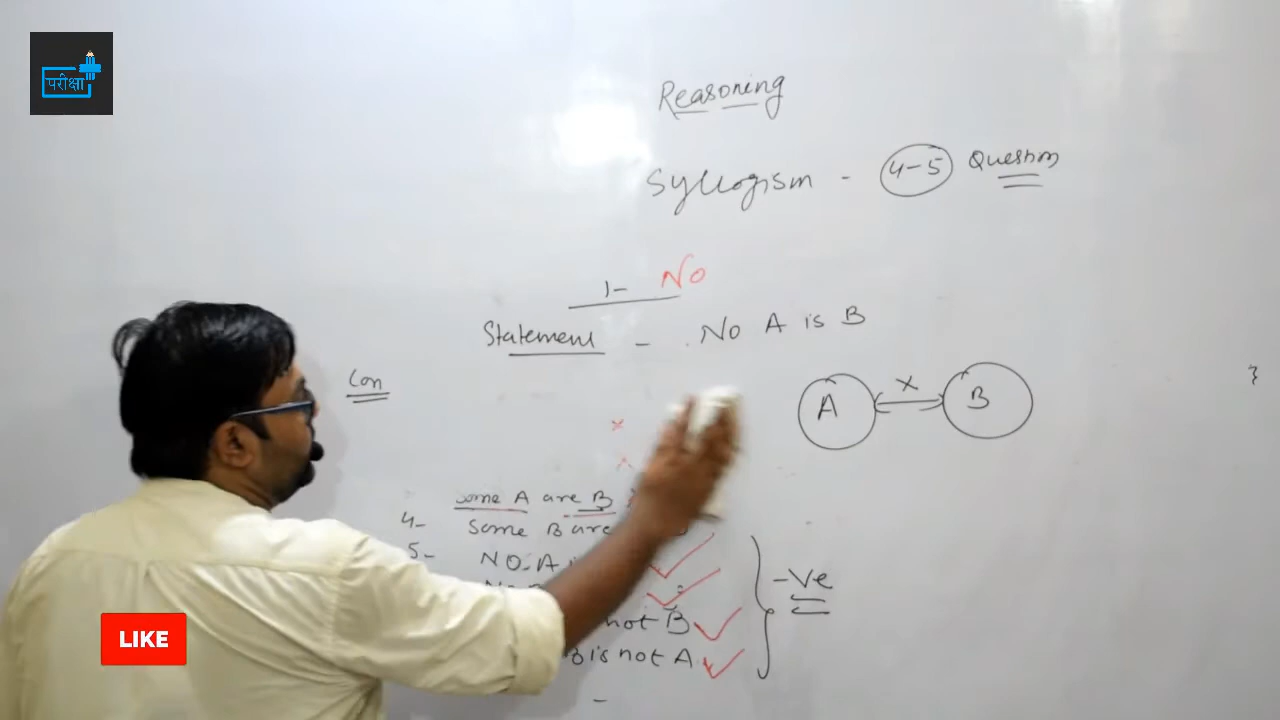 परीक्षा
Reasoning
Syllogism - 4-5 Question
1- No
Statement - No A is B
Con
A x B
x
Some A are B
4- Some B are
5- NO A i
not B
B is not A
-Ve
LIKE